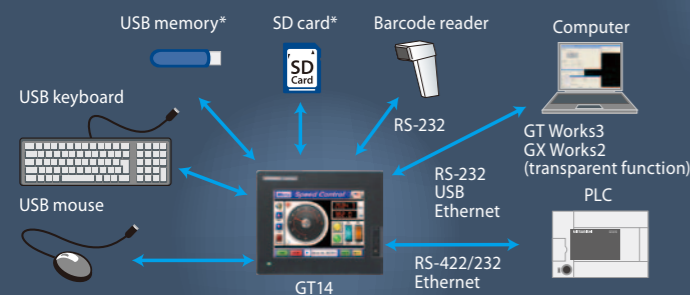 USB memory*
SD card*
Barcode reader
Computer
SD
Card
USB keyboard
RS-232
GT Works3
GX Works2
(transparent function)
RS-232
USB
Ethernet
PLC
USB mouse
Speed Control
RS-422/232
Ethernet
GT14